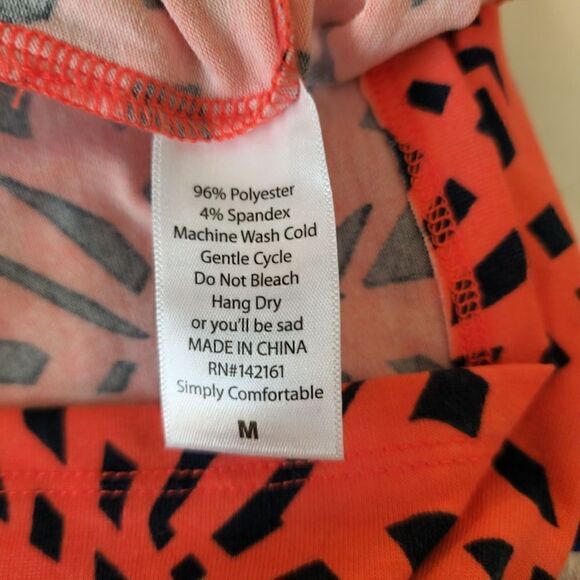 96% Polyester
4% Spandex
Machine Wash Cold
Gentle Cycle
Do Not Bleach
Hang Dry
or you'll be sad
MADE IN CHINA
RN#142161
Simply Comfortable
M